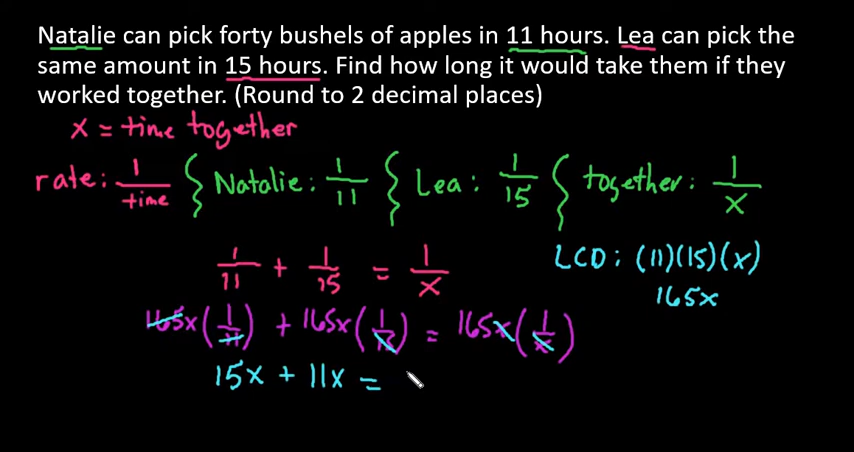 Natalie can pick forty bushels of apples in 11 hours. Lea can pick the
same amount in 15 hours. Find how long it would take them if they
worked together. (Round to 2 decimal places)
x = time together
rate: 1/time { Natalie: 1/11 { Lea: 1/15 { together: 1/x
LCD: (11)(15)(x)
165x
1/11 + 1/15 = 1/x
165x(1/11) + 165x(1/15) = 165x(1/x)
15x + 11x =